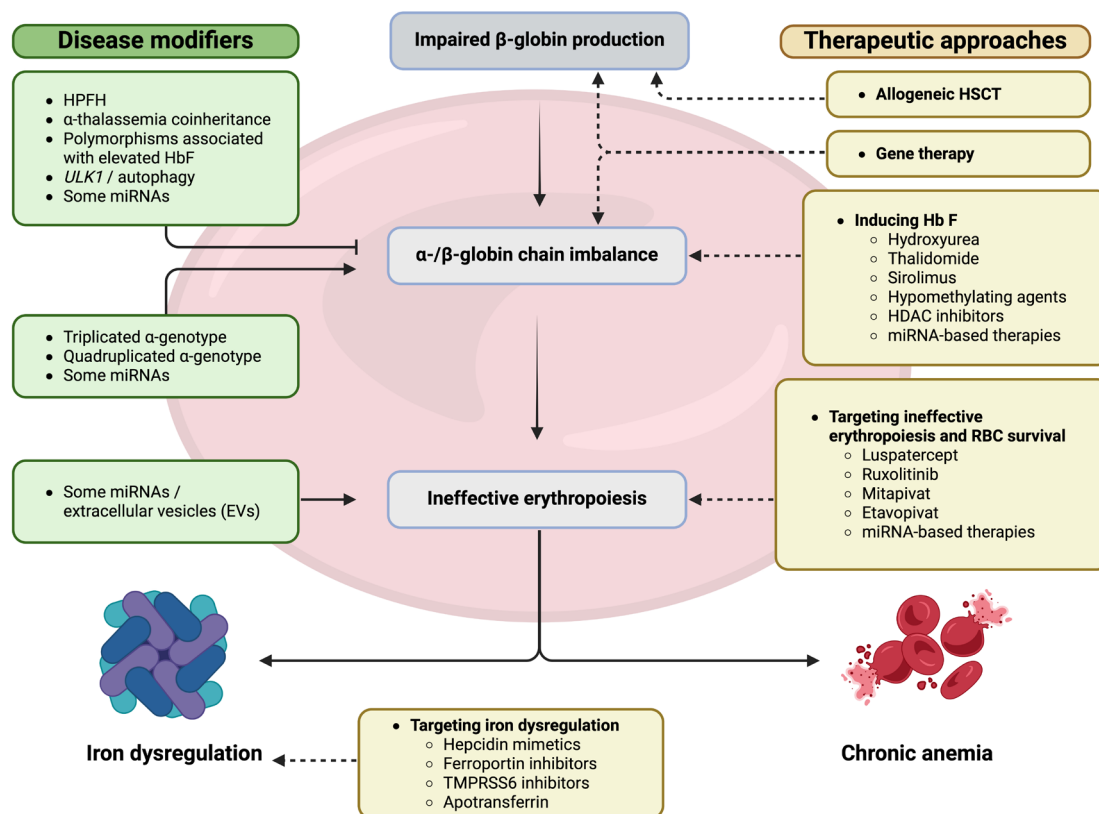 Disease modifiers
• HPFH
• α-thalassemia coinheritance
• Polymorphisms associated
with elevated HbF
• ULK1 / autophagy
• Some miRNAs
• Triplicated α-genotype
• Quadruplicated α-genotype
• Some miRNAs
• Some miRNAs /
extracellular vesicles (EVs)
Impaired β-globin production
α-/β-globin chain imbalance
Ineffective erythropoiesis
Therapeutic approaches
• Allogeneic HSCT
• Gene therapy
• Inducing Hb F
○ Hydroxyurea
○ Thalidomide
○ Sirolimus
○ Hypomethylating agents
○ HDAC inhibitors
○ miRNA-based therapies
• Targeting ineffective
erythropoiesis and RBC survival
○ Luspatercept
○ Ruxolitinib
○ Mitapivat
○ Etavopivat
○ miRNA-based therapies
Iron dysregulation
• Targeting iron dysregulation
○ Hepcidin mimetics
○ Ferroportin inhibitors
○ TMPRSS6 inhibitors
○ Apotransferrin
Chronic anemia